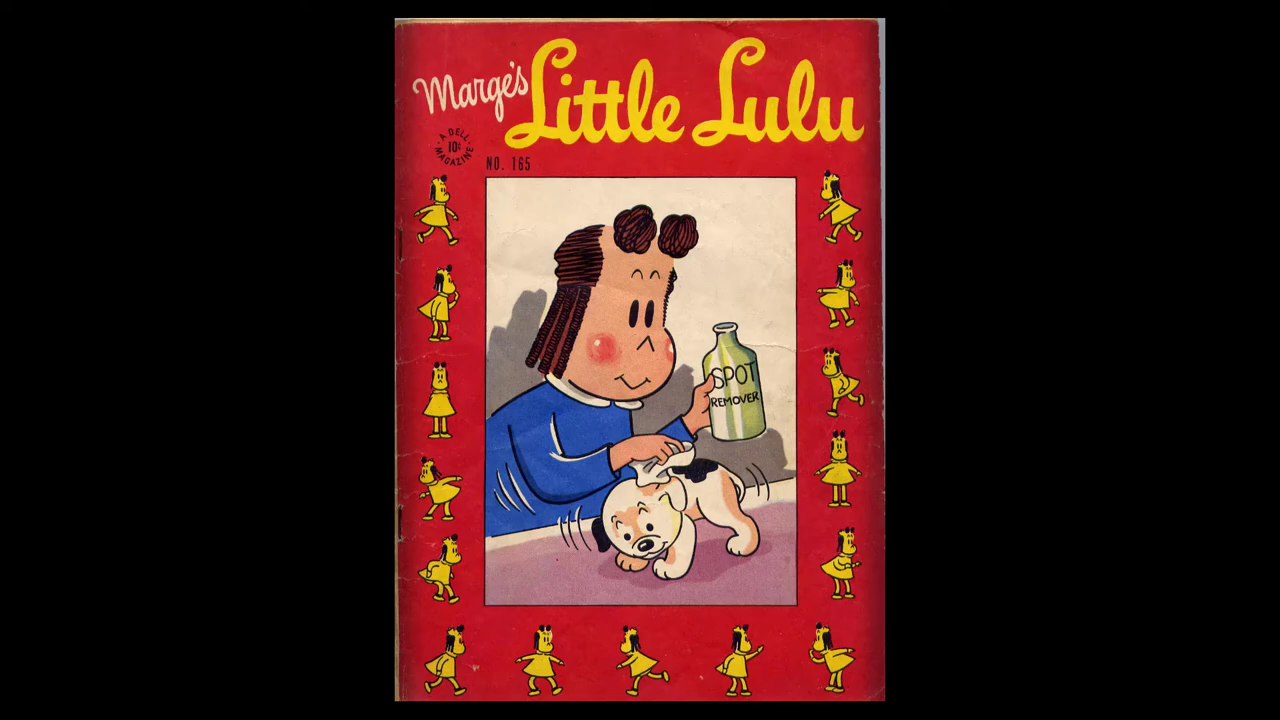 Marge's Little Lulu
A DELL
10¢
MAGAZINE
NO. 165
SPOT
REMOVER